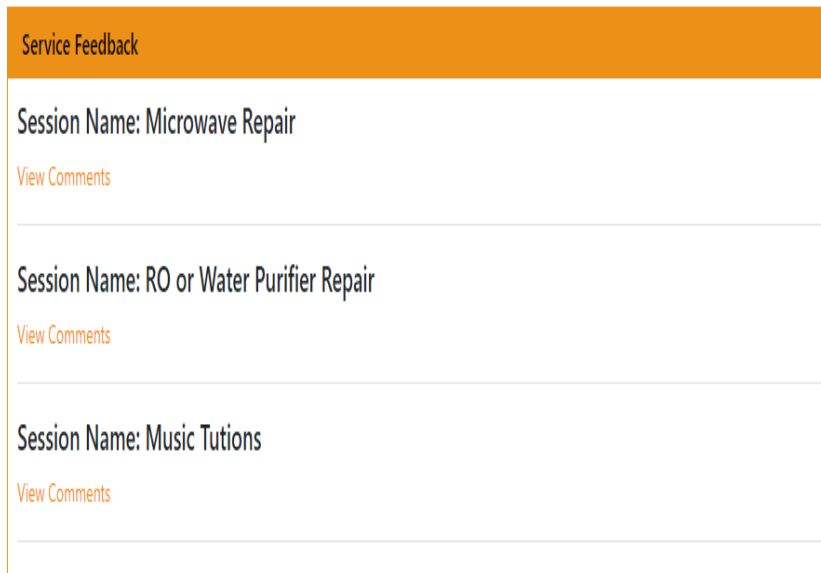 Service Feedback
Session Name: Microwave Repair
View Comments
Session Name: RO or Water Purifier Repair
View Comments
Session Name: Music Tutions
View Comments